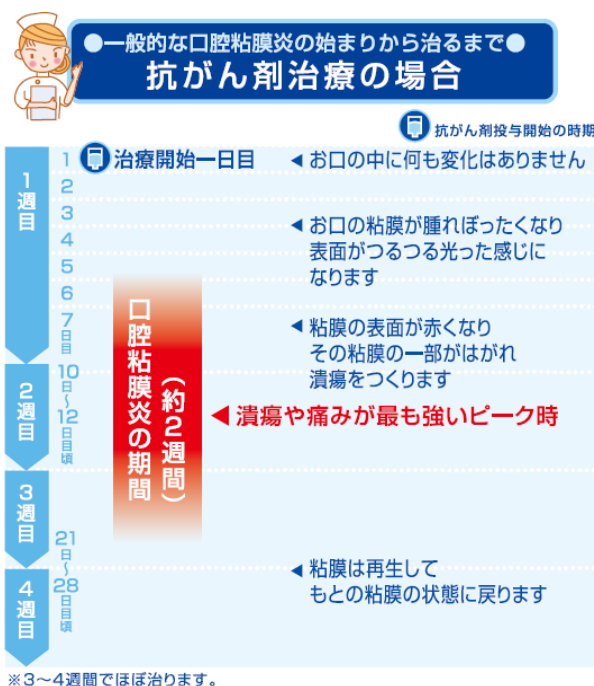 ●一般的な口腔粘膜炎の始まりから治るまで●
抗がん剤治療の場合
抗がん剤投与開始の時期
1週目
1
治療開始一日目
◀お口の中に何も変化はありません
2
3
◀お口の粘膜が腫れぼったくなり
表面がつるつる光った感じに
なります
4
5
6
7日目
◀粘膜の表面が赤くなり
その粘膜の一部がはがれ
潰瘍をつくります
口腔粘膜炎の期間
(約2週間)
2週目
10日〜12日目頃
◀潰瘍や痛みが最も強いピーク時
3週目
21日〜28日目頃
◀粘膜は再生して
もとの粘膜の状態に戻ります
4週目
※3〜4週間でほぼ治ります。